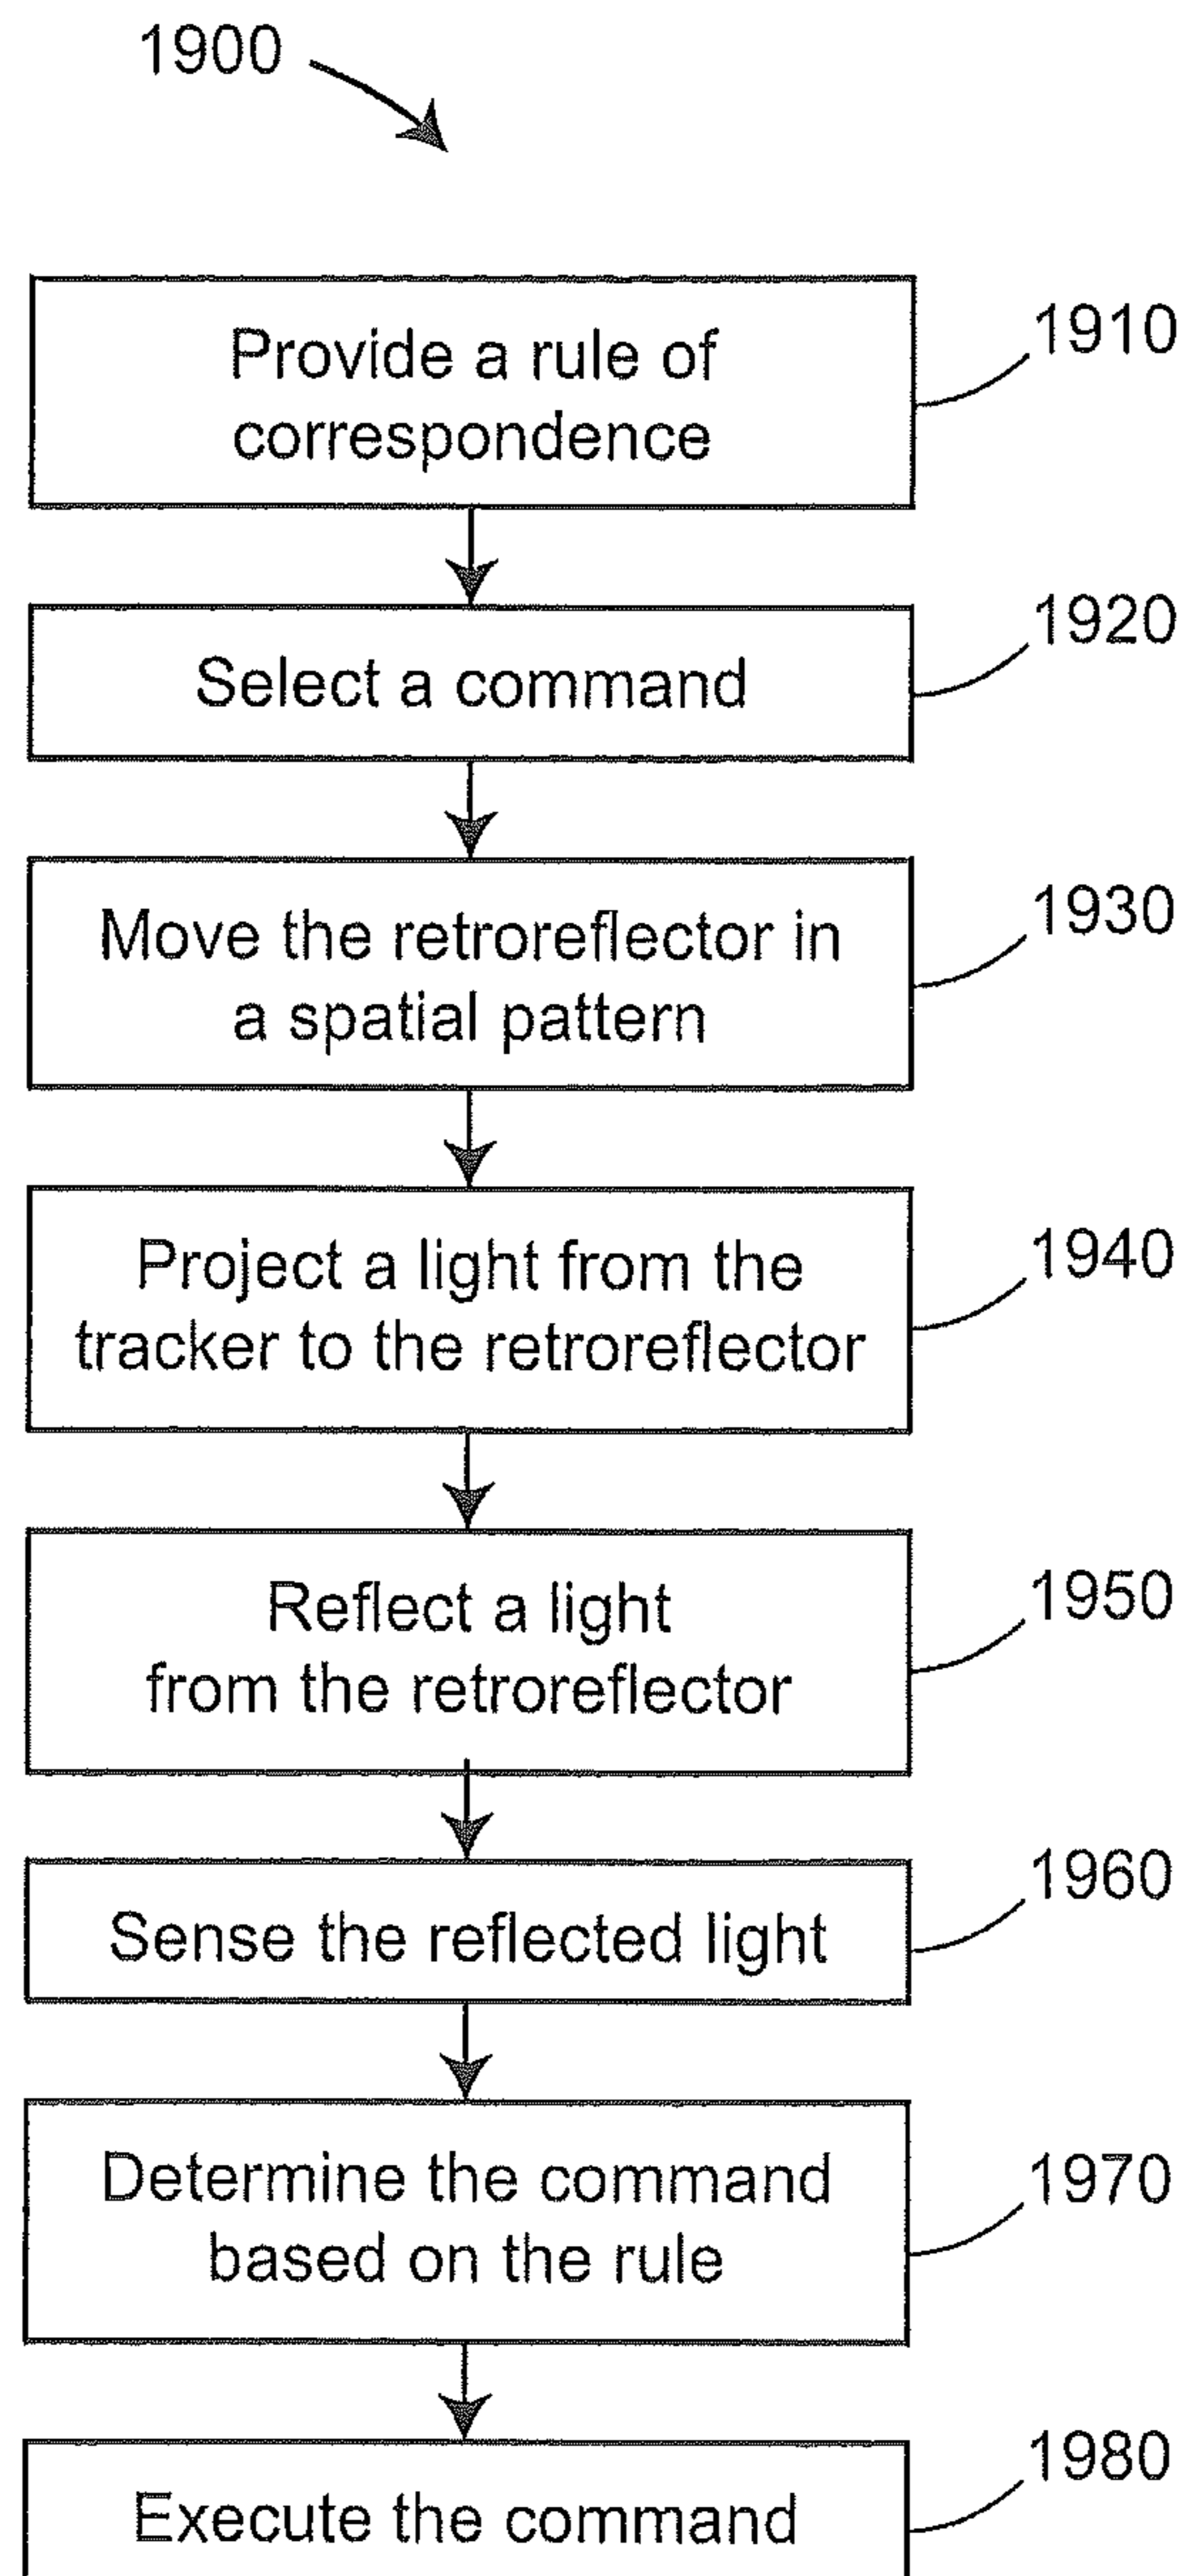 1900
Provide a rule of
correspondence
1910
Select a command
1920
Move the retroreflector in
a spatial pattern
1930
Project a light from the
tracker to the retroreflector
1940
Reflect a light
from the retroreflector
1950
Sense the reflected light
1960
Determine the command
based on the rule
1970
Execute the command
1980